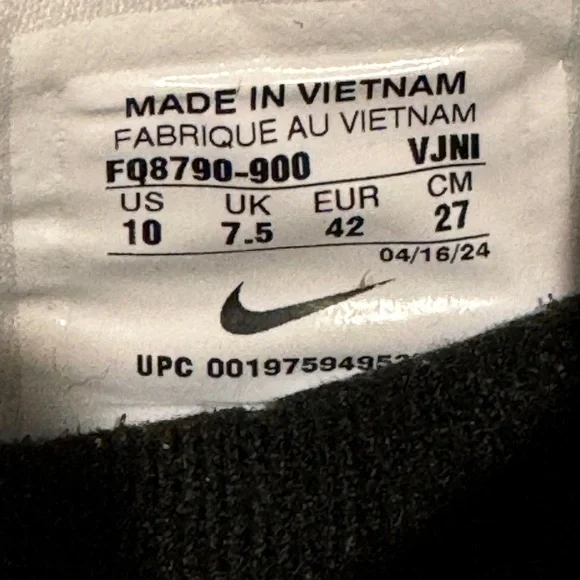 MADE IN VIETNAM
FABRIQUE AU VIETNAM
FQ8790-900 VJNI
US UK EUR CM
10 7.5 42 27
04/16/24
UPC 00197594953